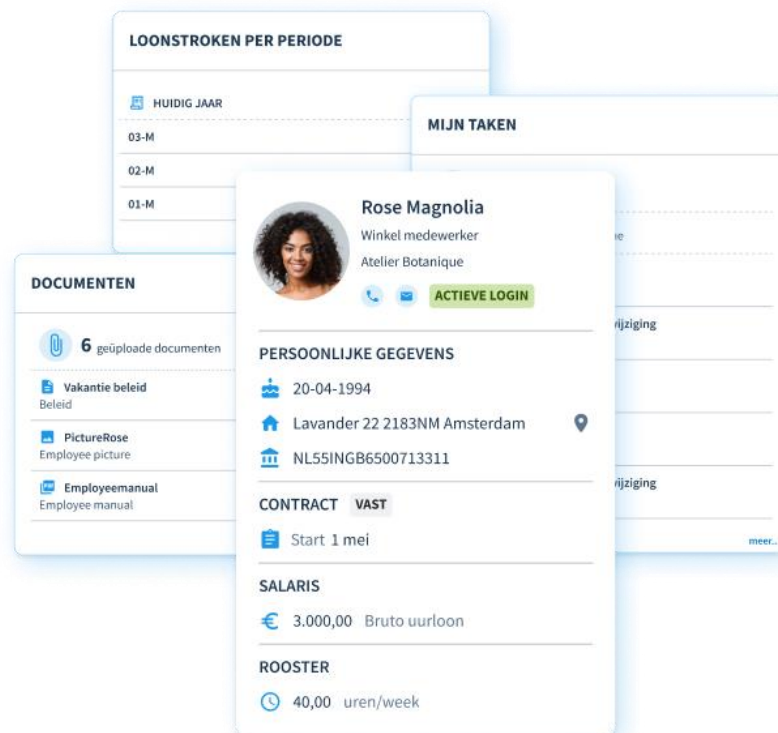 LOONSTROKEN PER PERIODE
HUIDIG JAAR
03-M
02-M
01-M
MIJN TAKEN
ijziging
ijziging
meer..
DOCUMENTEN
6 geüploade documenten
Vakantie beleid
Beleid
PictureRose
Employee picture
Employeemanual
Employee manual
Rose Magnolia
Winkel medewerker
Atelier Botanique
ACTIEVE LOGIN
PERSOONLIJKE GEGEVENS
20-04-1994
Lavander 22 2183NM Amsterdam
NL55INGB6500713311
CONTRACT VAST
Start 1 mei
SALARIS
3.000,00 Bruto uurloon
ROOSTER
40,00 uren/week